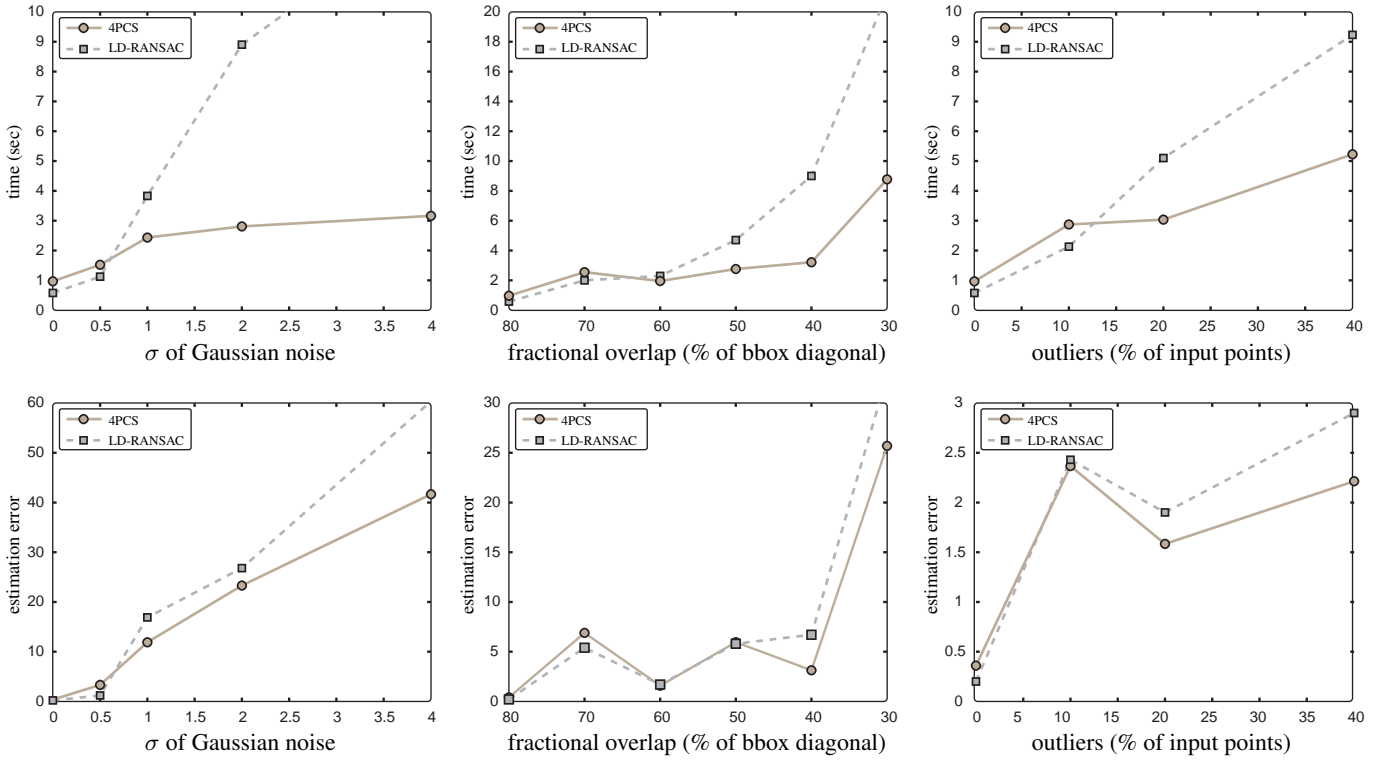 10
9
8
7
6
5
4
3
2
1
0
time (sec)
4PCS
LD-RANSAC
0 0.5 1 1.5 2 2.5 3 3.5 4
σ of Gaussian noise
20
18
16
14
12
10
8
6
4
2
0
time (sec)
4PCS
LD-RANSAC
80 70 60 50 40 30
fractional overlap (% of bbox diagonal)
10
9
8
7
6
5
4
3
2
1
0
time (sec)
4PCS
LD-RANSAC
0 5 10 15 20 25 30 35 40
outliers (% of input points)
60
50
40
30
20
10
0
estimation error
4PCS
LD-RANSAC
0 0.5 1 1.5 2 2.5 3 3.5 4
σ of Gaussian noise
30
25
20
15
10
5
0
estimation error
4PCS
LD-RANSAC
80 70 60 50 40 30
fractional overlap (% of bbox diagonal)
3
2.5
2
1.5
1
0.5
0
estimation error
4PCS
LD-RANSAC
0 5 10 15 20 25 30 35 40
outliers (% of input points)